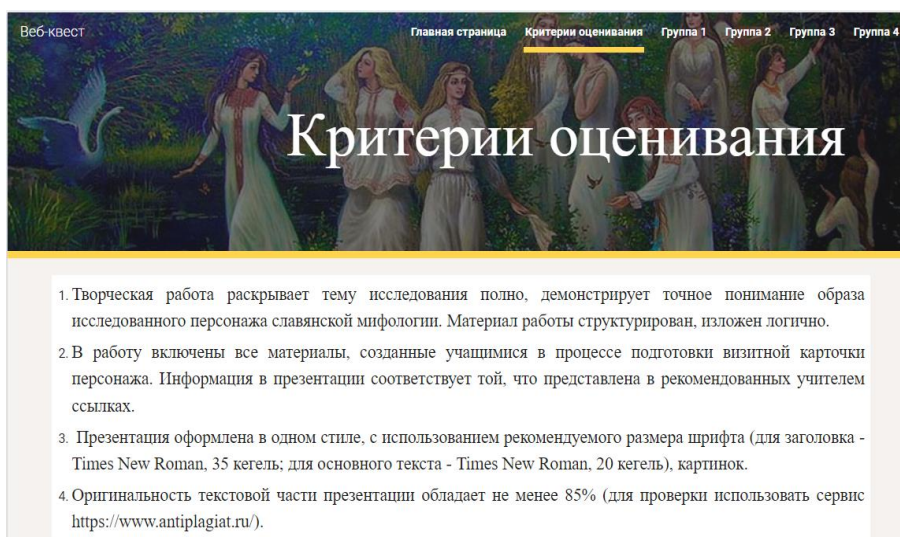 Веб-квест
Главная страница Критерии оценивания Группа 1 Группа 2 Группа 3 Группа 4
Критерии оценивания
1. Творческая работа раскрывает тему исследования полно, демонстрирует точное понимание образа
исследованного персонажа славянской мифологии. Материал работы структурирован, изложен логично.
2. В работу включены все материалы, созданные учащимися в процессе подготовки визитной карточки
персонажа. Информация в презентации соответствует той, что представлена в рекомендованных учителем
ссылках.
3. Презентация оформлена в одном стиле, с использованием рекомендуемого размера шрифта (для заголовка -
Times New Roman, 35 кегель; для основного текста - Times New Roman, 20 кегель), картинок.
4. Оригинальность текстовой части презентации обладает не менее 85% (для проверки использовать сервис
https://www.antiplagiat.ru/).